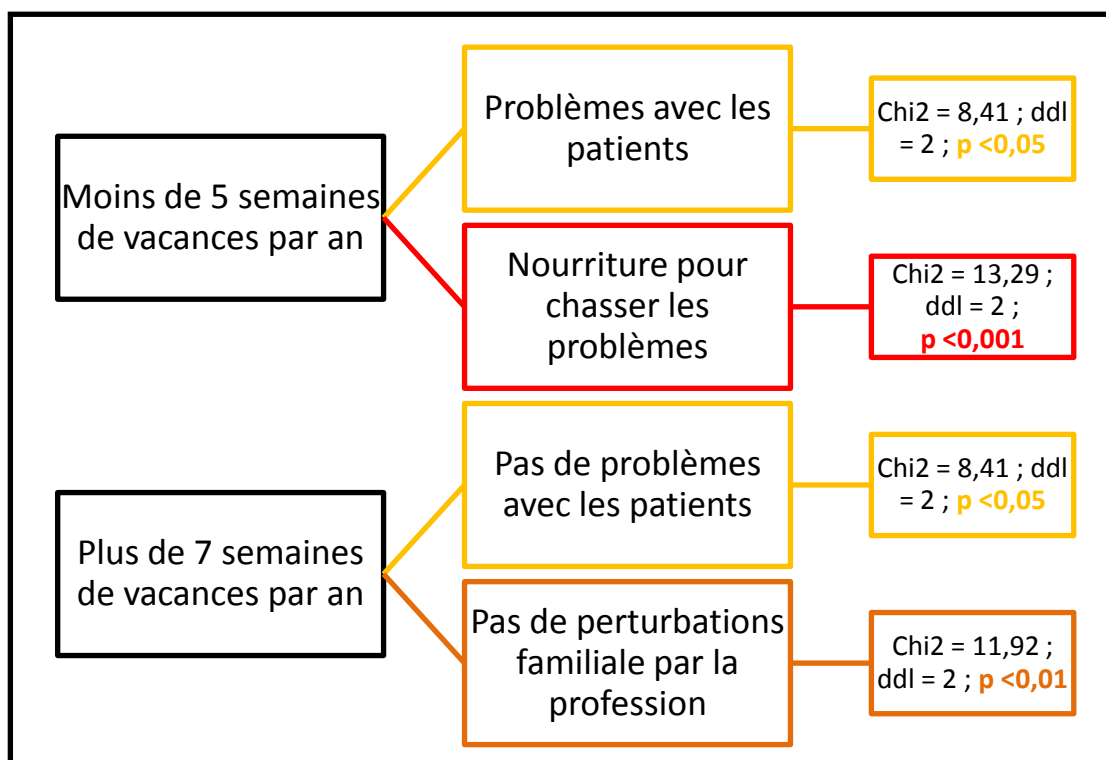 Moins de 5 semaines
de vacances par an
Problèmes avec les
patients
Chi2 = 8,41 ; ddl
= 2 ; p <0,05
Nourriture pour
chasser les
problèmes
Chi2 = 13,29 ;
ddl = 2 ;
p <0,001
Plus de 7 semaines
de vacances par an
Pas de problèmes
avec les patients
Chi2 = 8,41 ; ddl
= 2 ; p <0,05
Pas de perturbations
familiale par la
profession
Chi2 = 11,92 ;
ddl = 2 ; p <0,01